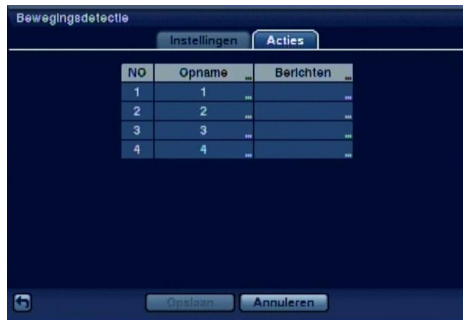 Bewegingsdetectie
Instellingen Acties
NO Opname ... Berichten ...
1 1 ... ...
2 2 ... ...
3 3 ... ...
4 4 ... ...
Opslaan Annuleren